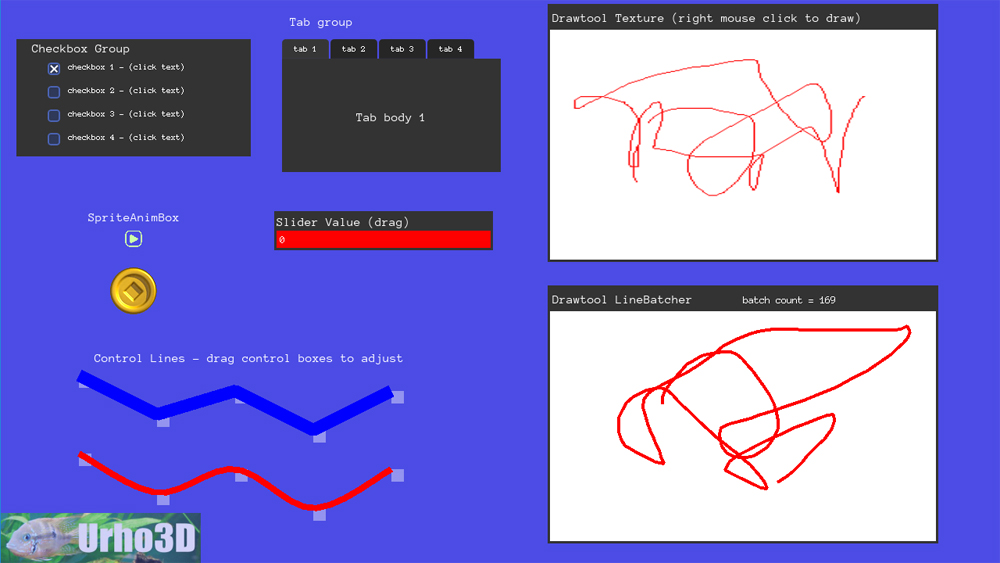 Checkbox Group
checkbox 1 - (click text)
checkbox 2 - (click text)
checkbox 3 - (click text)
checkbox 4 - (click text)
Tab group
tab 1 tab 2 tab 3 tab 4
Tab body 1
Drawtool Texture (right mouse click to draw)
SpriteAnimBox
Slider Value (drag)
0
Drawtool LineBatcher batch count = 169
Control Lines - drag control boxes to adjust
Urho3D